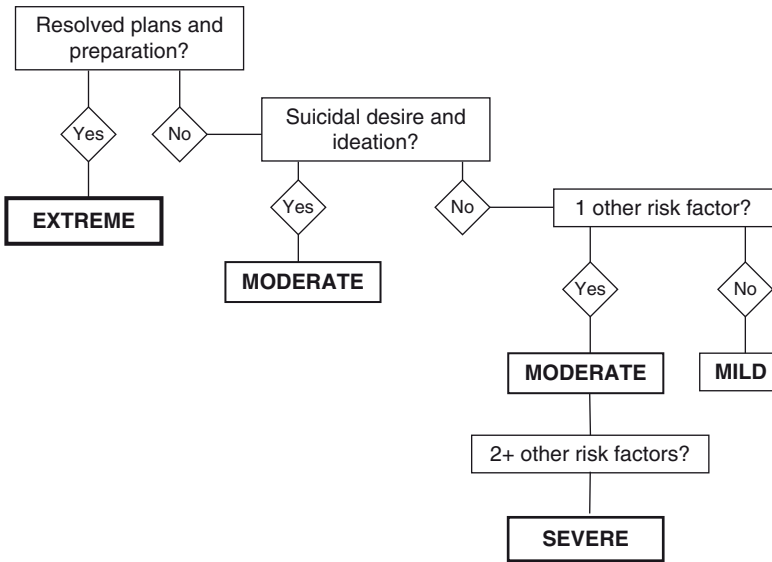 Resolved plans and
preparation?
Yes
No
Suicidal desire and
ideation?
EXTREME
Yes
No
1 other risk factor?
MODERATE
Yes
No
MODERATE
MILD
2+ other risk factors?
SEVERE